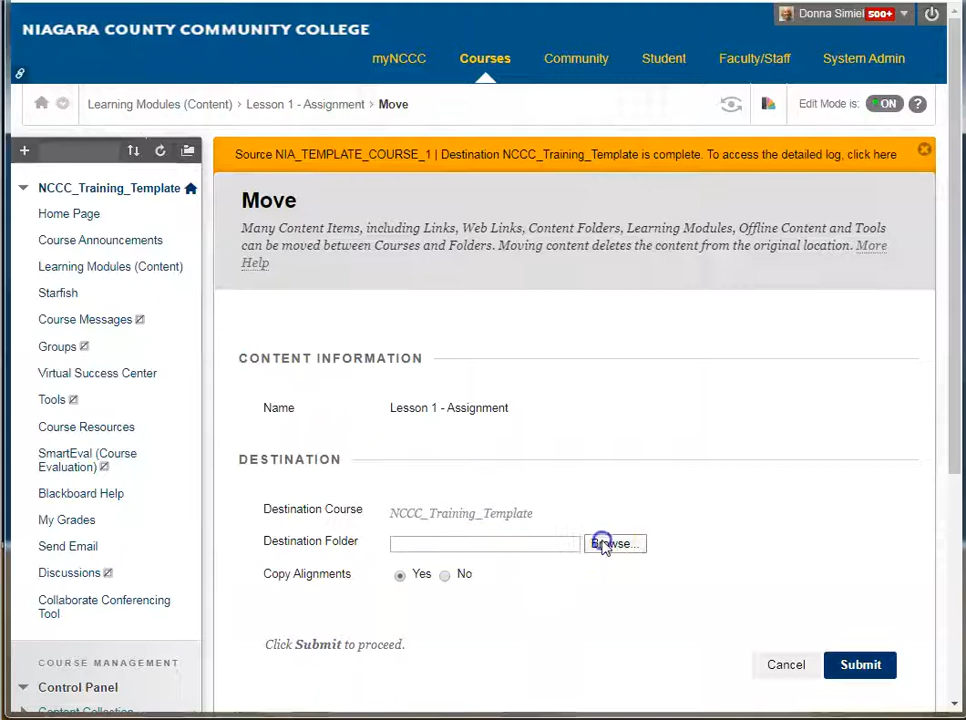 Donna Simiel 500+
NIAGARA COUNTY COMMUNITY COLLEGE
myNCCC Courses Community Student Faculty/Staff System Admin
Learning Modules (Content) > Lesson 1 - Assignment > Move
Edit Mode is: ON ?
Source NIA_TEMPLATE_COURSE_1 | Destination NCCC_Training_Template is complete. To access the detailed log, click here
NCCC_Training_Template
Home Page
Course Announcements
Learning Modules (Content)
Starfish
Course Messages
Groups
Virtual Success Center
Tools
Course Resources
SmartEval (Course
Evaluation)
Blackboard Help
My Grades
Send Email
Discussions
Collaborate Conferencing
Tool
COURSE MANAGEMENT
Control Panel
Content Collection
Move
Many Content Items, including Links, Web Links, Content Folders, Learning Modules, Offline Content and Tools
can be moved between Courses and Folders. Moving content deletes the content from the original location. More
Help
CONTENT INFORMATION
Name Lesson 1 - Assignment
DESTINATION
Destination Course NCCC_Training_Template
Destination Folder Browse...
Copy Alignments Yes No
Click Submit to proceed.
Cancel Submit